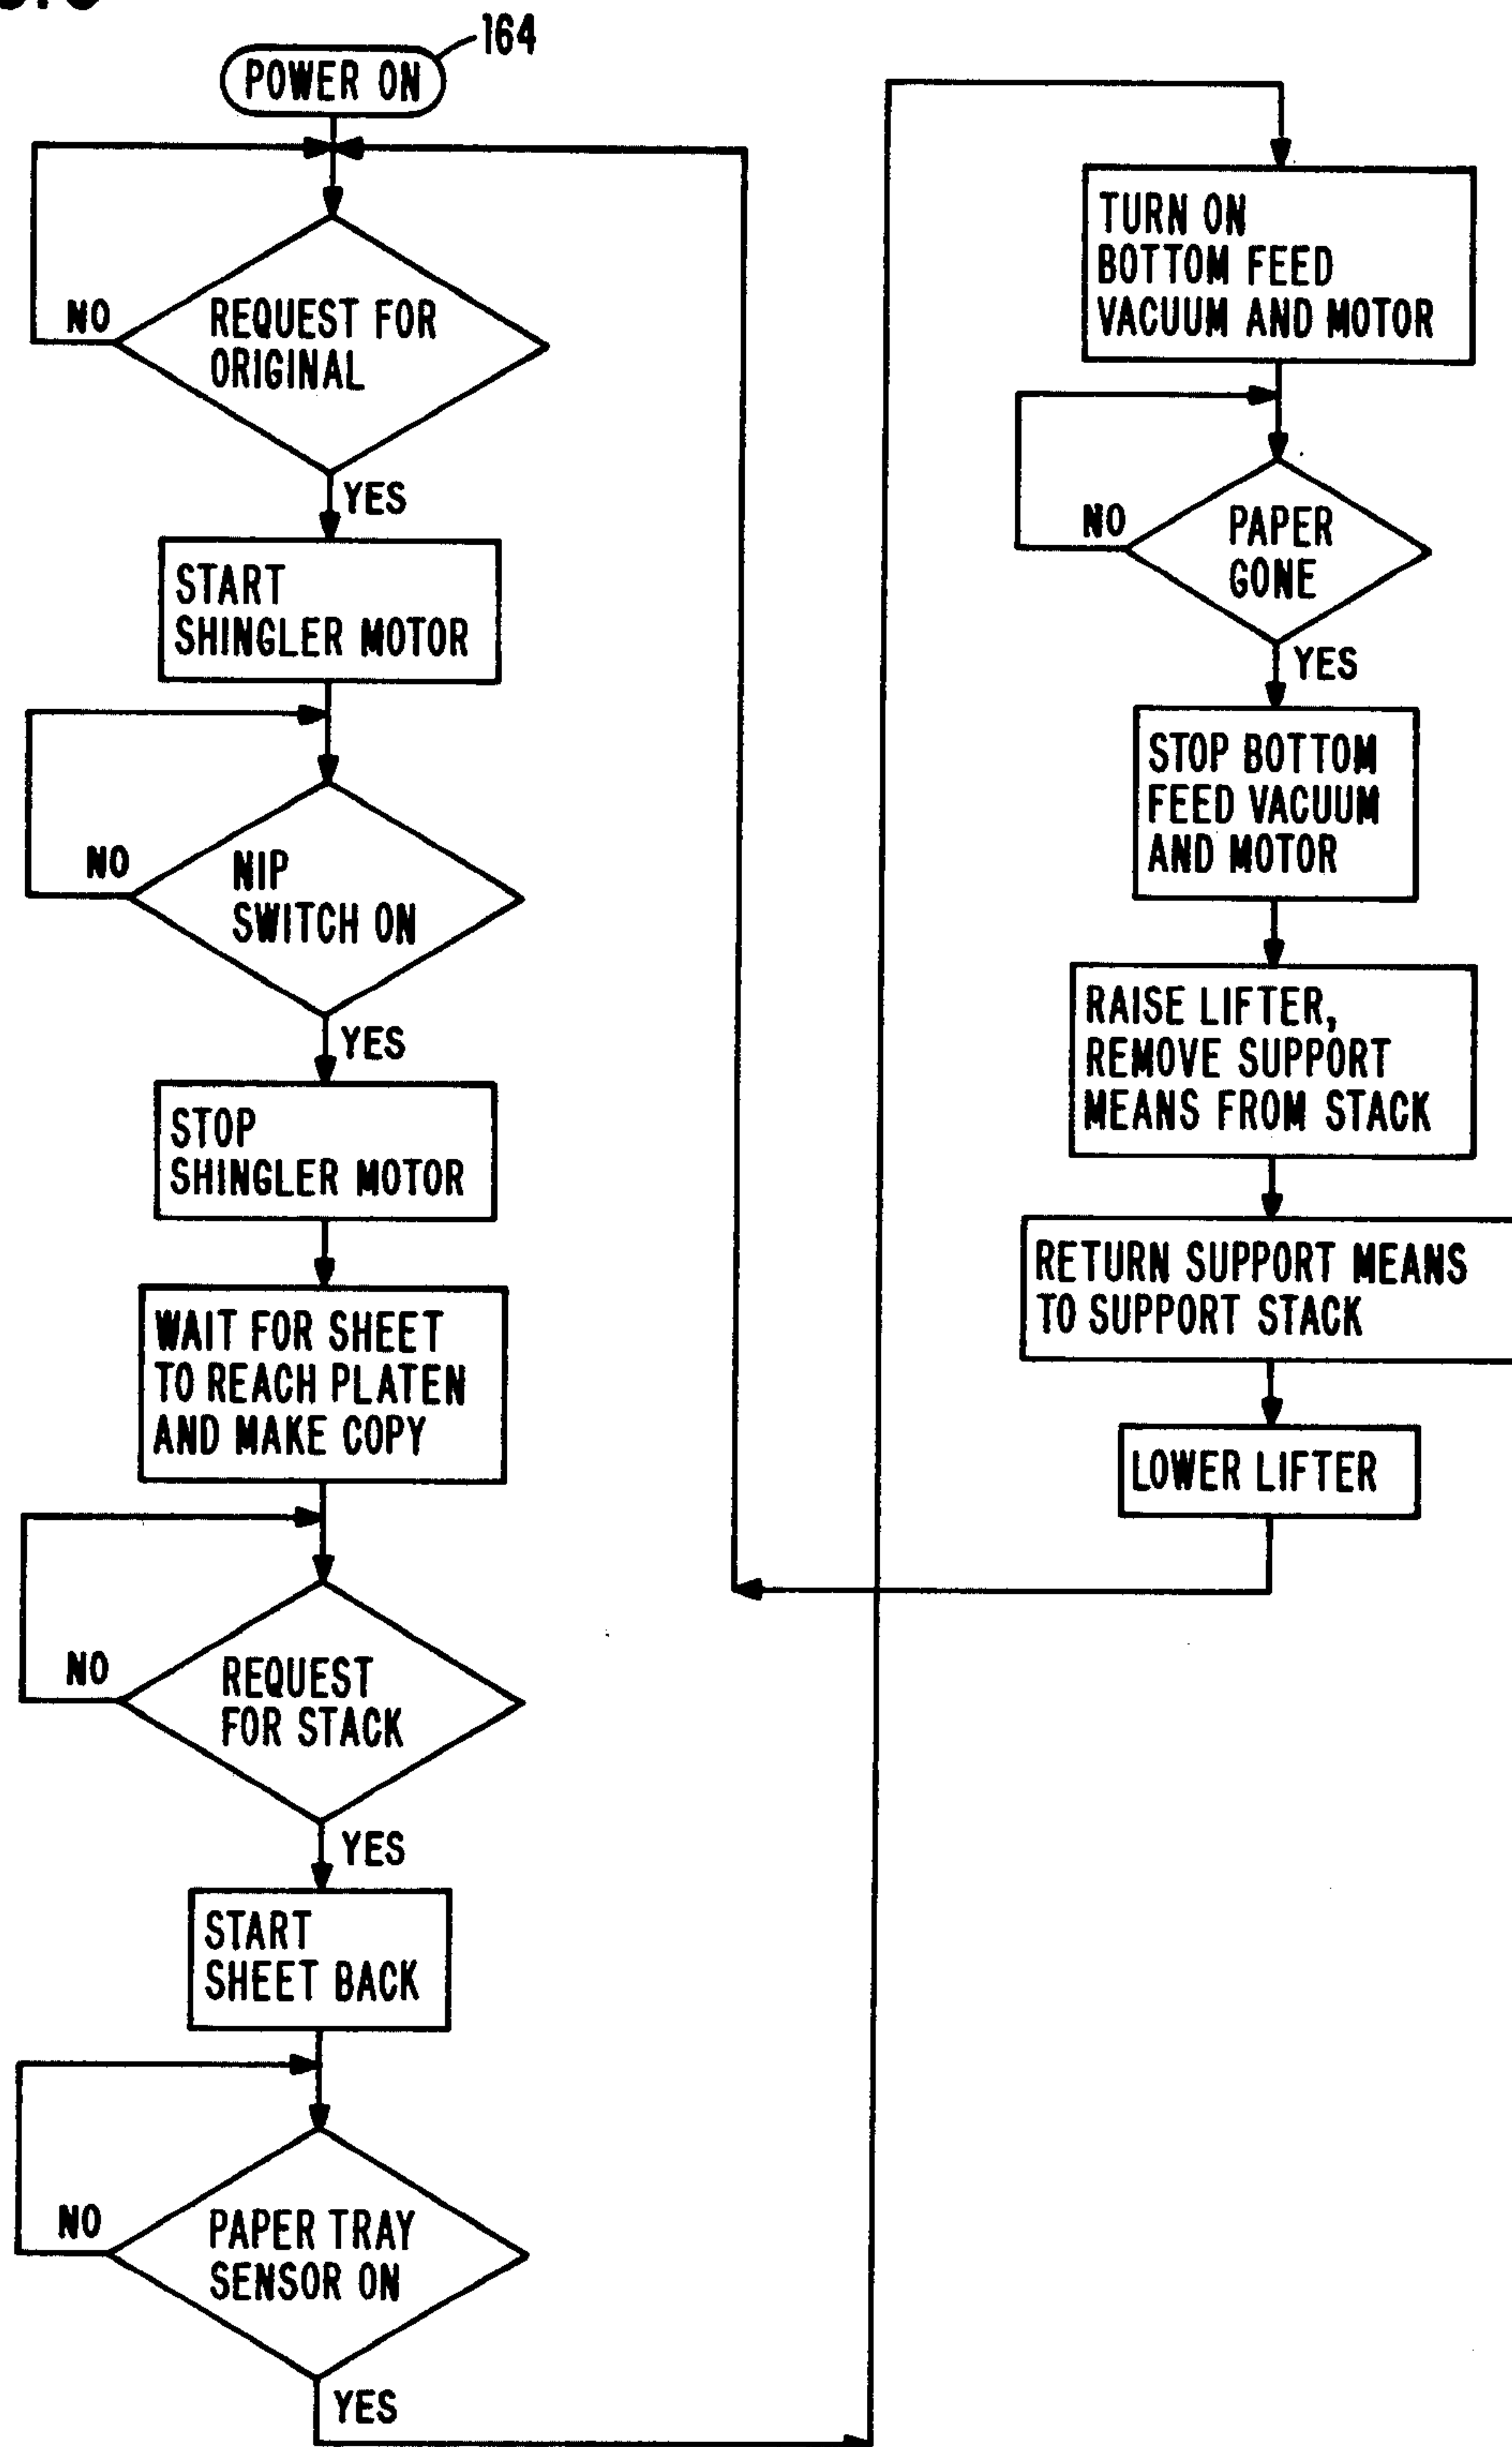 164
POWER ON
NO
REQUEST FOR
ORIGINAL
YES
START
SHINGLER MOTOR
NO
NIP
SWITCH ON
YES
STOP
SHINGLER MOTOR
WAIT FOR SHEET
TO REACH PLATEN
AND MAKE COPY
NO
REQUEST
FOR STACK
YES
START
SHEET BACK
NO
PAPER TRAY
SENSOR ON
YES
TURN ON
BOTTOM FEED
VACUUM AND MOTOR
NO
PAPER
GONE
YES
STOP BOTTOM
FEED VACUUM
AND MOTOR
RAISE LIFTER,
REMOVE SUPPORT
MEANS FROM STACK
RETURN SUPPORT MEANS
TO SUPPORT STACK
LOWER LIFTER